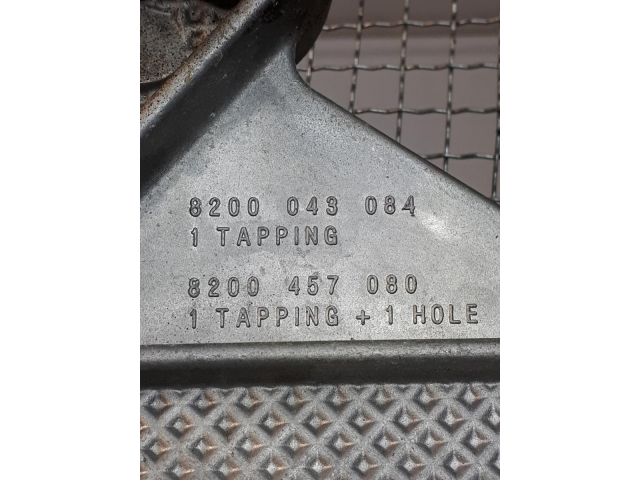 8200 043 084
1 TAPPING
8200 457 080
1 TAPPING + 1 HOLE